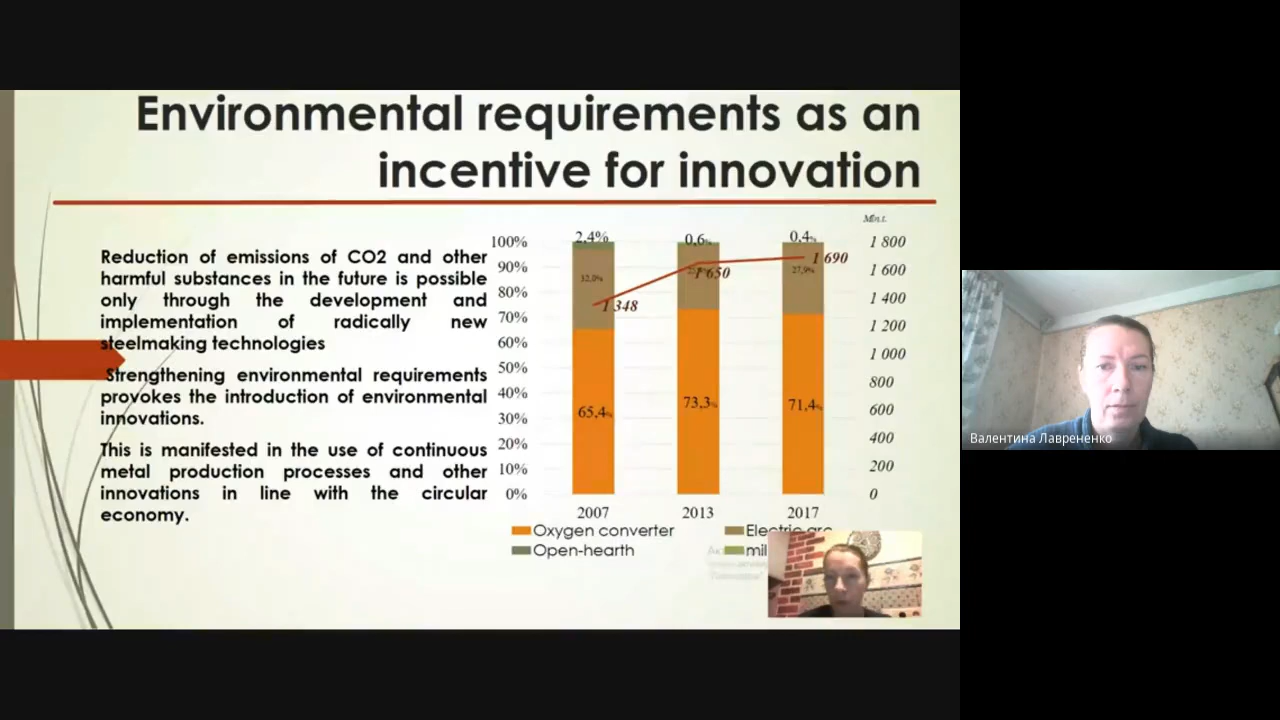 Environmental requirements as an
incentive for innovation
Reduction of emissions of CO2 and other
harmful substances in the future is possible
only through the development and
implementation of radically new
steelmaking technologies
Strengthening environmental requirements
provokes the introduction of environmental
innovations.
This is manifested in the use of continuous
metal production processes and other
innovations in line with the circular
economy.
Mln.t.
100%
90%
80%
70%
60%
50%
40%
30%
20%
10%
0%
2,4%
0,6%
0,4%
32,0%
27,9%
1 348
1 650
1 690
65,4%
73,3%
71,4%
1 800
1 600
1 400
1 200
1 000
800
600
400
200
0
2007
2013
2017
Oxygen converter
Electric arc
Open-hearth
mil
Валентина Лаврененко